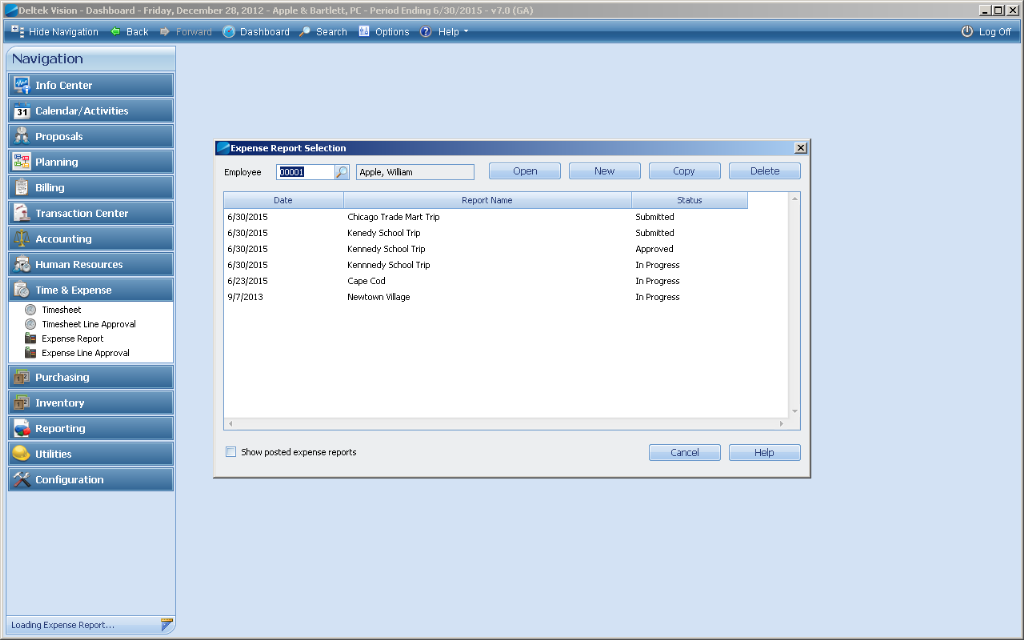 Deltek Vision - Dashboard - Friday, December 28, 2012 - Apple & Bartlett, PC - Period Ending 6/30/2015 - v7.0 (GA)
Hide Navigation Back Forward Dashboard Search Options Help Log Off
Navigation
Info Center
31 Calendar/Activities
Proposals
Planning
Billing
Transaction Center
Accounting
Human Resources
Time & Expense
Timesheet
Timesheet Line Approval
Expense Report
Expense Line Approval
Purchasing
Inventory
Reporting
Utilities
Configuration
Loading Expense Report...
Expense Report Selection
Employee 00001 Apple, William Open New Copy Delete
Date Report Name Status
6/30/2015 Chicago Trade Mart Trip Submitted
6/30/2015 Kenedy School Trip Submitted
6/30/2015 Kennedy School Trip Approved
6/30/2015 Kennnedy School Trip In Progress
6/23/2015 Cape Cod In Progress
9/7/2013 Newtown Village In Progress
Show posted expense reports Cancel Help